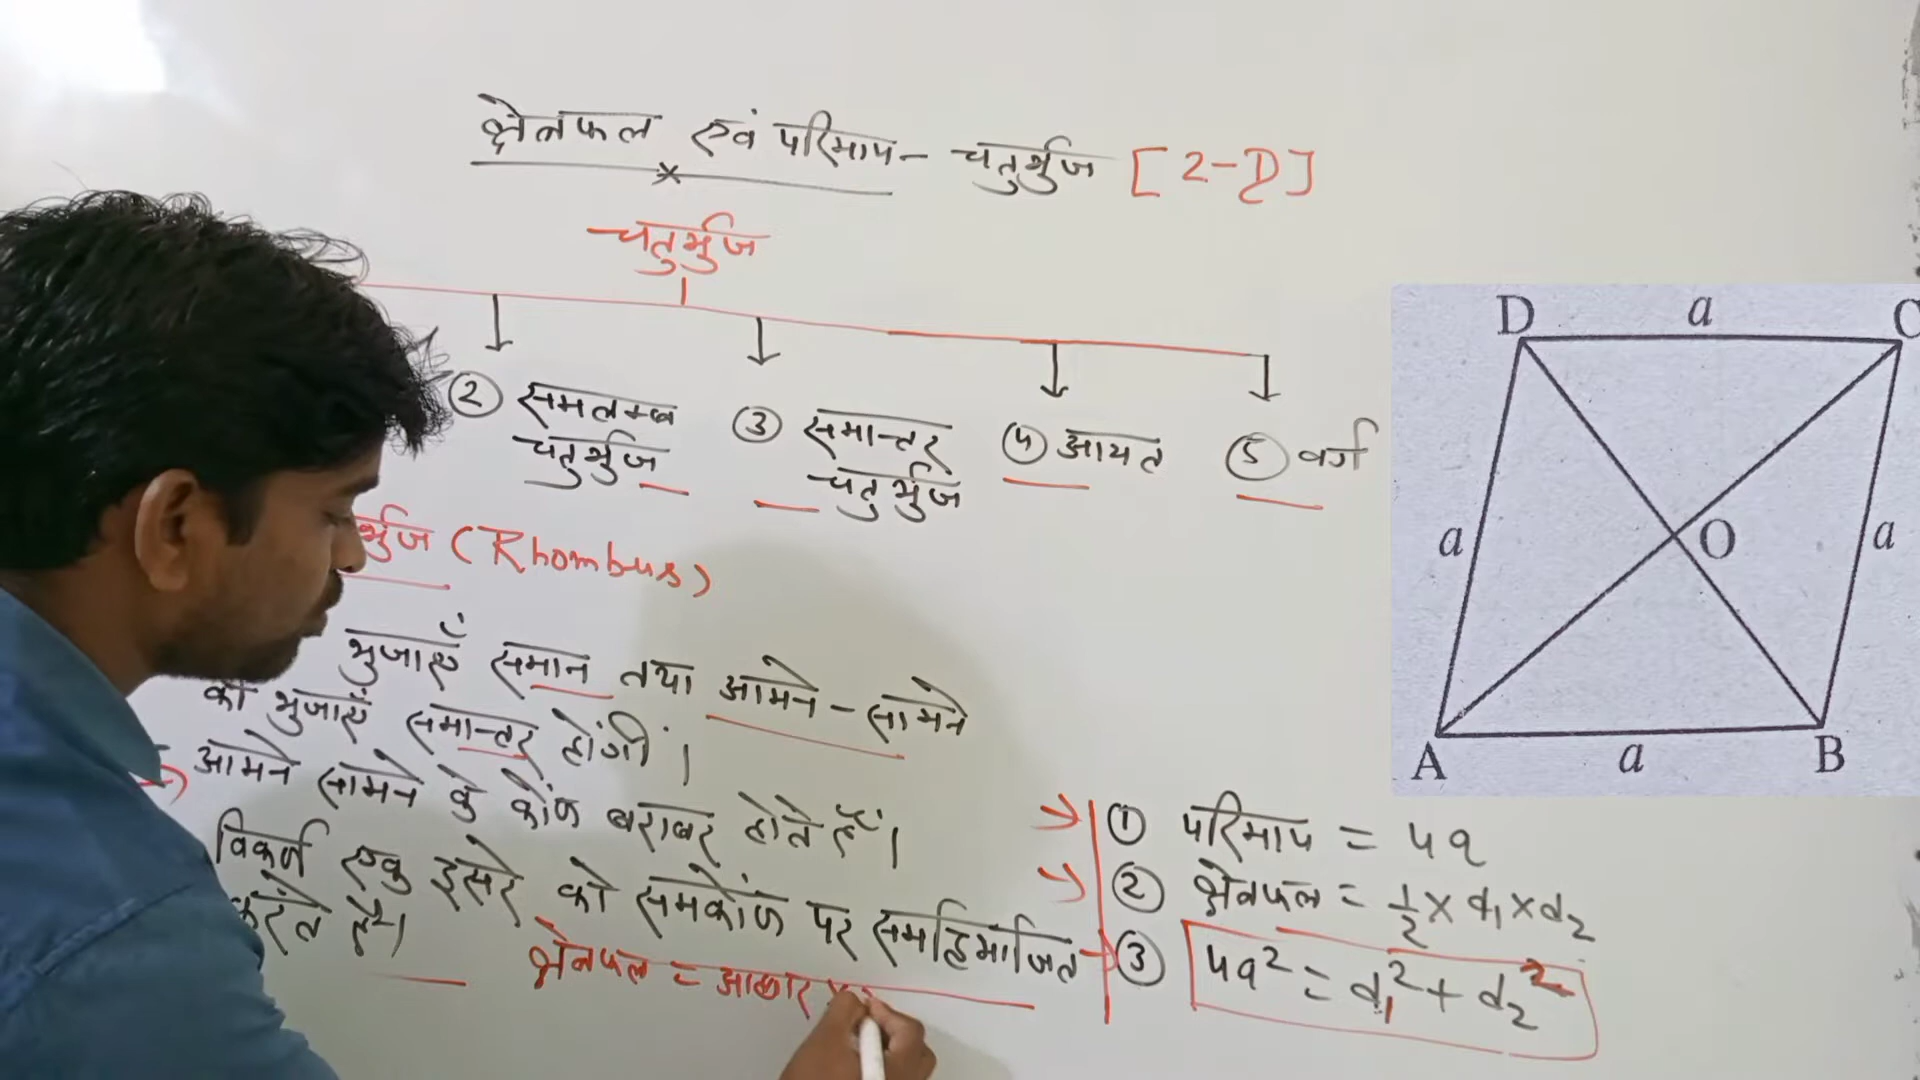 क्षेत्रफल एवं परिमाप - चतुर्भुज [2-D]
चतुर्भुज
② समलम्ब चतुर्भुज
③ समान्तर चतुर्भुज
④ आयत
⑤ वर्ग
र्भुज (Rhombus)
भुजाएँ समान तथा आमने-सामने
की भुजाएँ समान्तर होंगी।
→ आमने सामने के कोंण बराबर होते हैं।
विकर्ण एक दूसरे को समकोंण पर समद्विभाजित
करते हैं।
क्षेत्रफल = आधार ×
→ ① परिमाप = 4a
→ ② क्षेत्रफल = 1/2 × d₁ × d₂
→ ③ 4a² = d₁² + d₂²
D a C
a O a
A a B